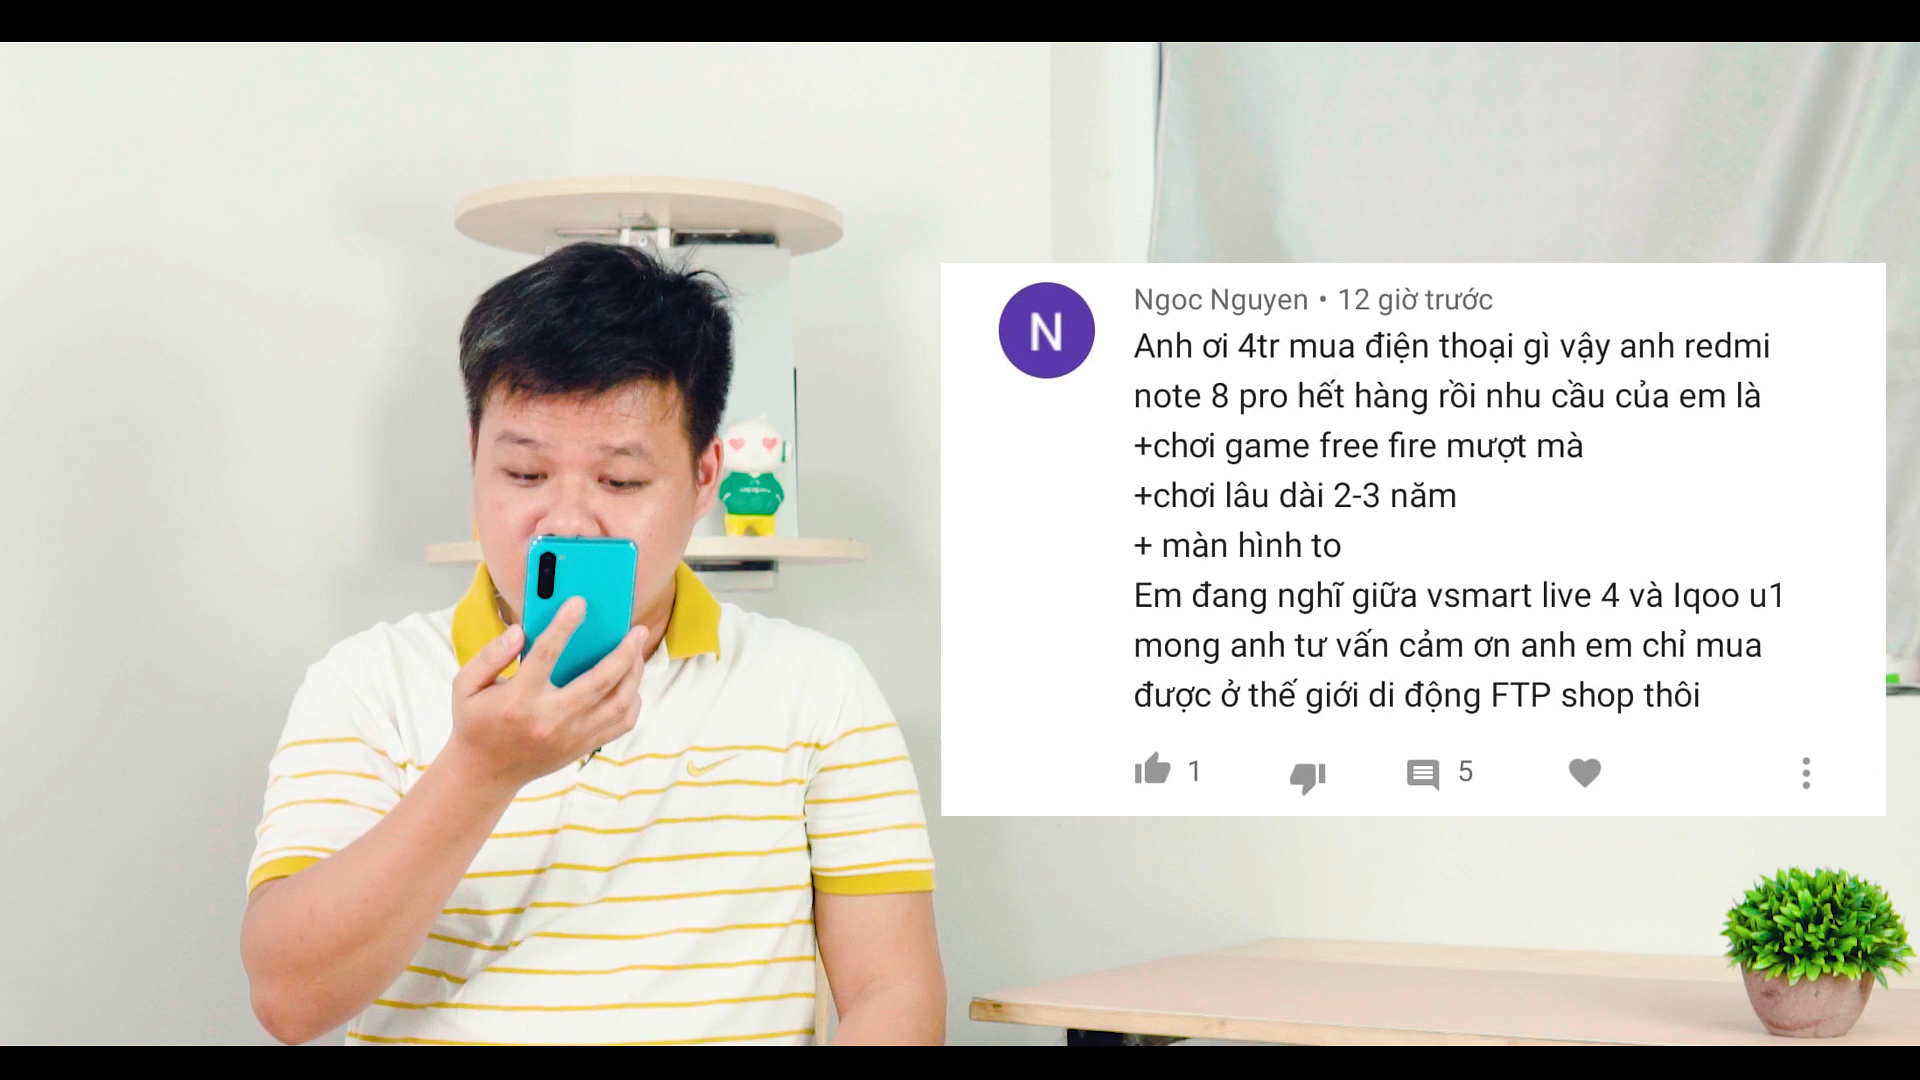 N
Ngoc Nguyen • 12 giờ trước
Anh ơi 4tr mua điện thoại gì vậy anh redmi
note 8 pro hết hàng rồi nhu cầu của em là
+chơi game free fire mượt mà
+chơi lâu dài 2-3 năm
+ màn hình to
Em đang nghĩ giữa vsmart live 4 và Iqoo u1
mong anh tư vấn cảm ơn anh em chỉ mua
được ở thế giới di động FTP shop thôi
1
5